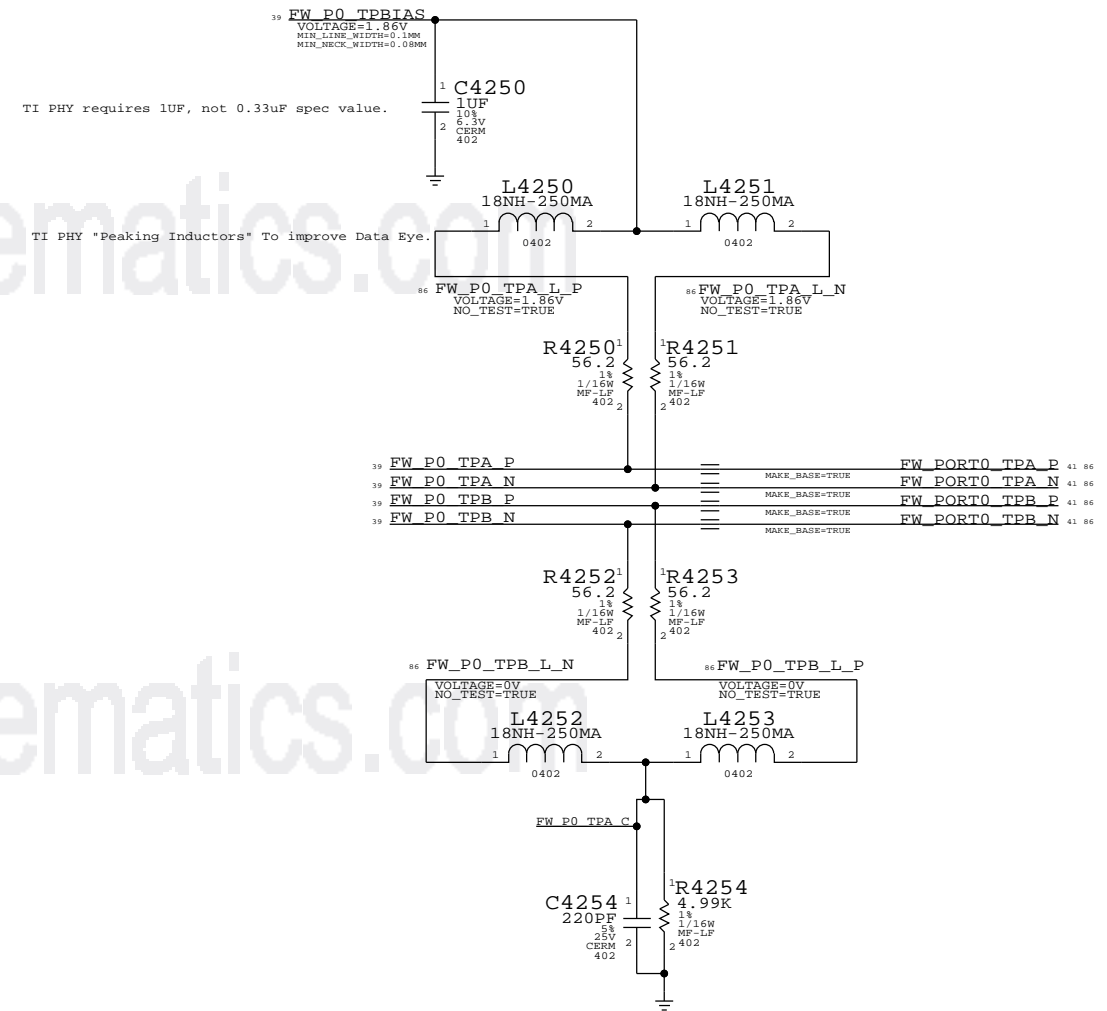 39 FW_P0_TPBIAS
VOLTAGE=1.86V
MIN_LINE_WIDTH=0.1MM
MIN_NECK_WIDTH=0.08MM
1 C4250
1UF
10%
6.3V
2 CERM
402
TI PHY requires 1UF, not 0.33uF spec value.
L4250
18NH-250MA
1 2
0402
L4251
18NH-250MA
1 2
0402
TI PHY "Peaking Inductors" To improve Data Eye.
ematics.com
86 FW_P0_TPA_L_P
VOLTAGE=1.86V
NO_TEST=TRUE
86 FW_P0_TPA_L_N
VOLTAGE=1.86V
NO_TEST=TRUE
R4250 1
56.2
1%
1/16W
MF-LF
402 2
1 R4251
56.2
1%
1/16W
MF-LF
2 402
39 FW_P0_TPA_P
FW_PORT0_TPA_P 41 86
MAKE_BASE=TRUE
39 FW_P0_TPA_N
FW_PORT0_TPA_N 41 86
MAKE_BASE=TRUE
39 FW_P0_TPB_P
FW_PORT0_TPB_P 41 86
MAKE_BASE=TRUE
39 FW_P0_TPB_N
FW_PORT0_TPB_N 41 86
MAKE_BASE=TRUE
R4252 1
56.2
1%
1/16W
MF-LF
402 2
1 R4253
56.2
1%
1/16W
MF-LF
2 402
86 FW_P0_TPB_L_N
VOLTAGE=0V
NO_TEST=TRUE
86 FW_P0_TPB_L_P
VOLTAGE=0V
NO_TEST=TRUE
ematics.com
L4252
18NH-250MA
1 2
0402
L4253
18NH-250MA
1 2
0402
FW_P0_TPA_C
C4254 1
220PF
5%
25V
CERM 2
402
1 R4254
4.99K
1%
1/16W
MF-LF
2 402